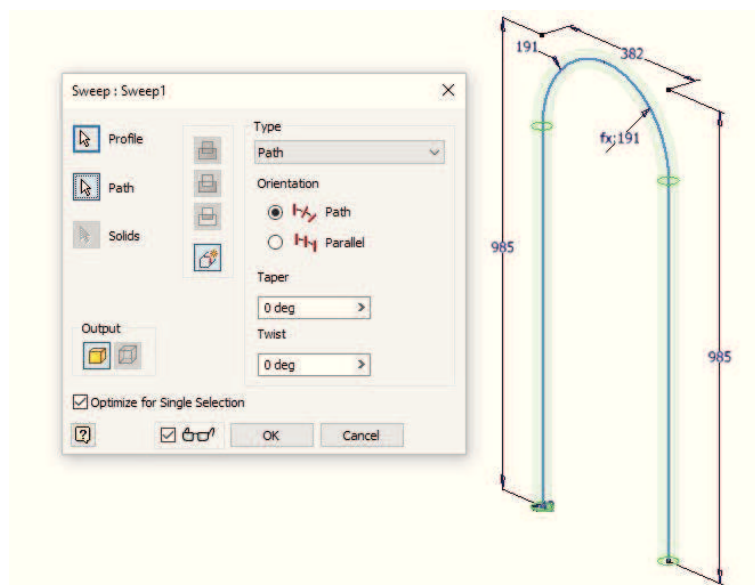 Sweep : Sweep1
Profile
Path
Solids
Output
Type
Path
Orientation
Path
Parallel
Taper
0 deg
Twist
0 deg
Optimize for Single Selection
OK
Cancel
191
382
fx:191
985
985